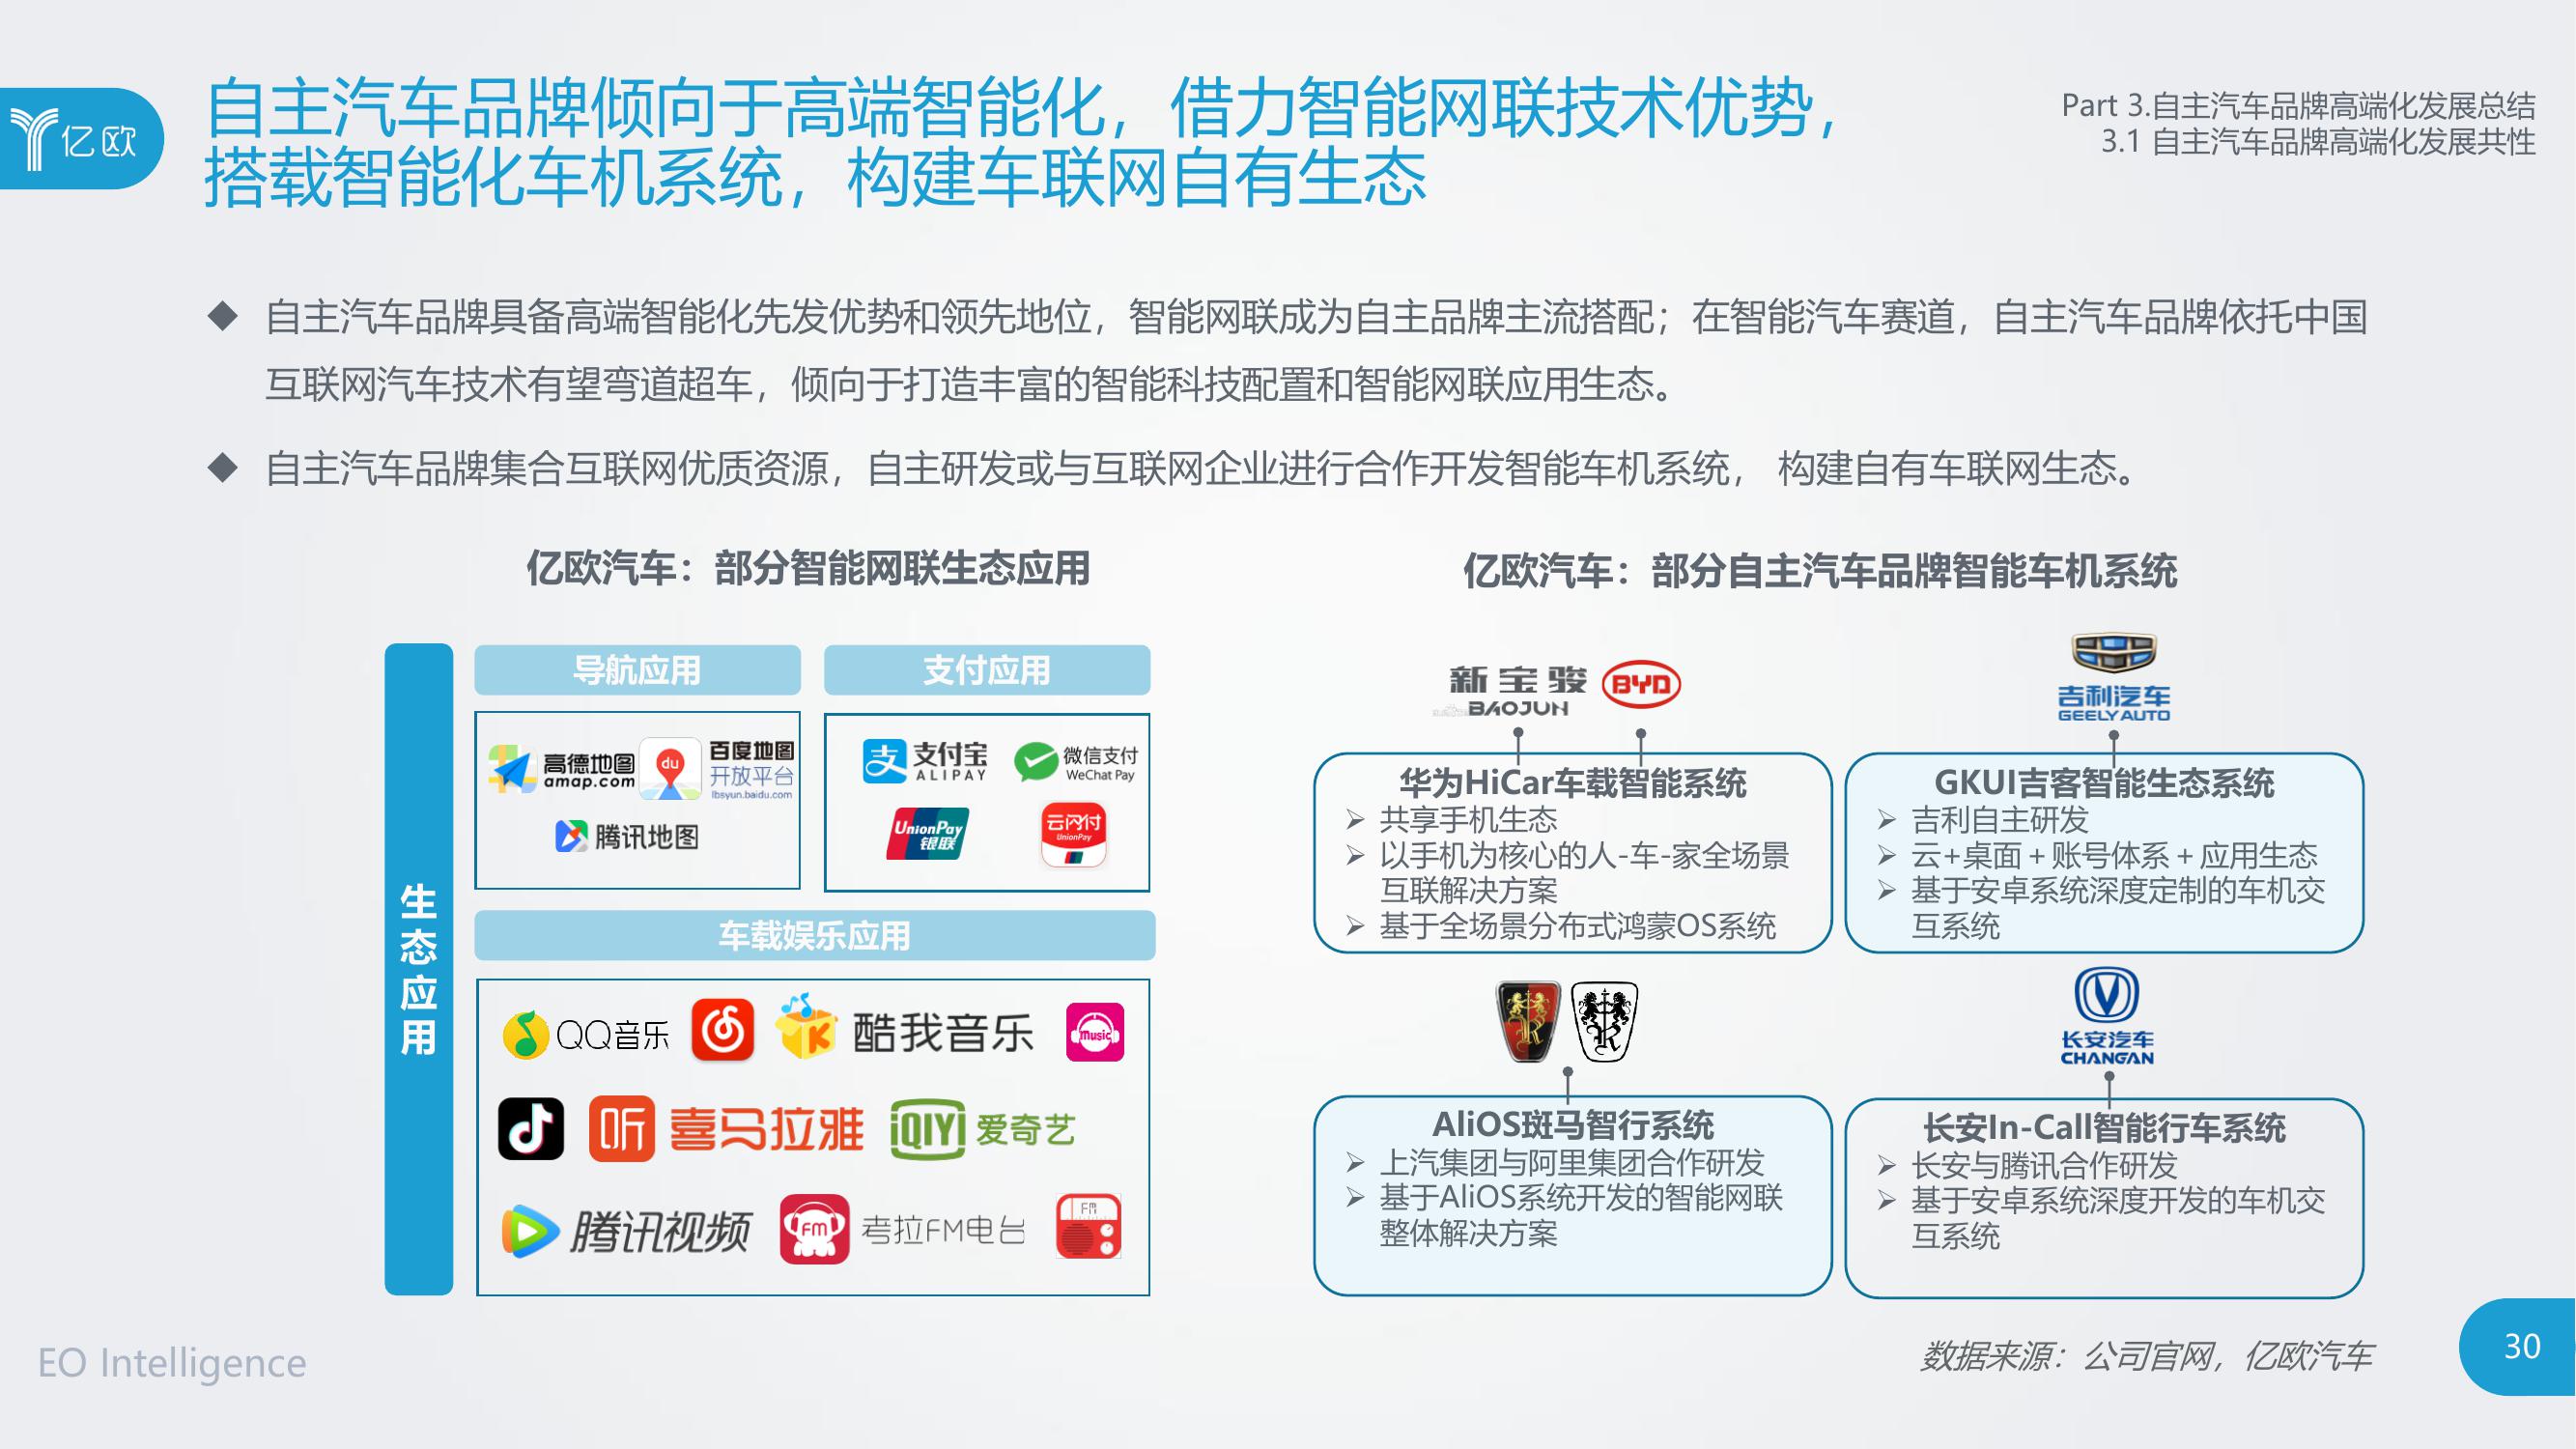 亿欧
自主汽车品牌倾向于高端智能化，借力智能网联技术优势，
搭载智能化车机系统，构建车联网自有生态
Part 3.自主汽车品牌高端化发展总结
3.1 自主汽车品牌高端化发展共性
◆ 自主汽车品牌具备高端智能化先发优势和领先地位，智能网联成为自主品牌主流搭配；在智能汽车赛道，自主汽车品牌依托中国
互联网汽车技术有望弯道超车，倾向于打造丰富的智能科技配置和智能网联应用生态。
◆ 自主汽车品牌集合互联网优质资源，自主研发或与互联网企业进行合作开发智能车机系统， 构建自有车联网生态。
亿欧汽车：部分智能网联生态应用
生态应用
导航应用
支付应用
高德地图
amap.com
du
百度地图
开放平台
lbsyun.baidu.com
腾讯地图
支
支付宝
ALIPAY
微信支付
WeChat Pay
UnionPay
银联
云闪付
UnionPay
车载娱乐应用
QQ音乐
K
酷我音乐
music
听
喜马拉雅
iQIYI
爱奇艺
腾讯视频
FM
考拉FM电台
FM
亿欧汽车：部分自主汽车品牌智能车机系统
新宝骏
BAOJUN
BYD
吉利汽车
GEELY AUTO
华为HiCar车载智能系统
➢ 共享手机生态
➢ 以手机为核心的人-车-家全场景
互联解决方案
➢ 基于全场景分布式鸿蒙OS系统
GKUI吉客智能生态系统
➢ 吉利自主研发
➢ 云+桌面＋账号体系＋应用生态
➢ 基于安卓系统深度定制的车机交
互系统
R
R
长安汽车
CHANGAN
AliOS斑马智行系统
➢ 上汽集团与阿里集团合作研发
➢ 基于AliOS系统开发的智能网联
整体解决方案
长安In-Call智能行车系统
➢ 长安与腾讯合作研发
➢ 基于安卓系统深度开发的车机交
互系统
EO Intelligence
数据来源：公司官网，亿欧汽车
30